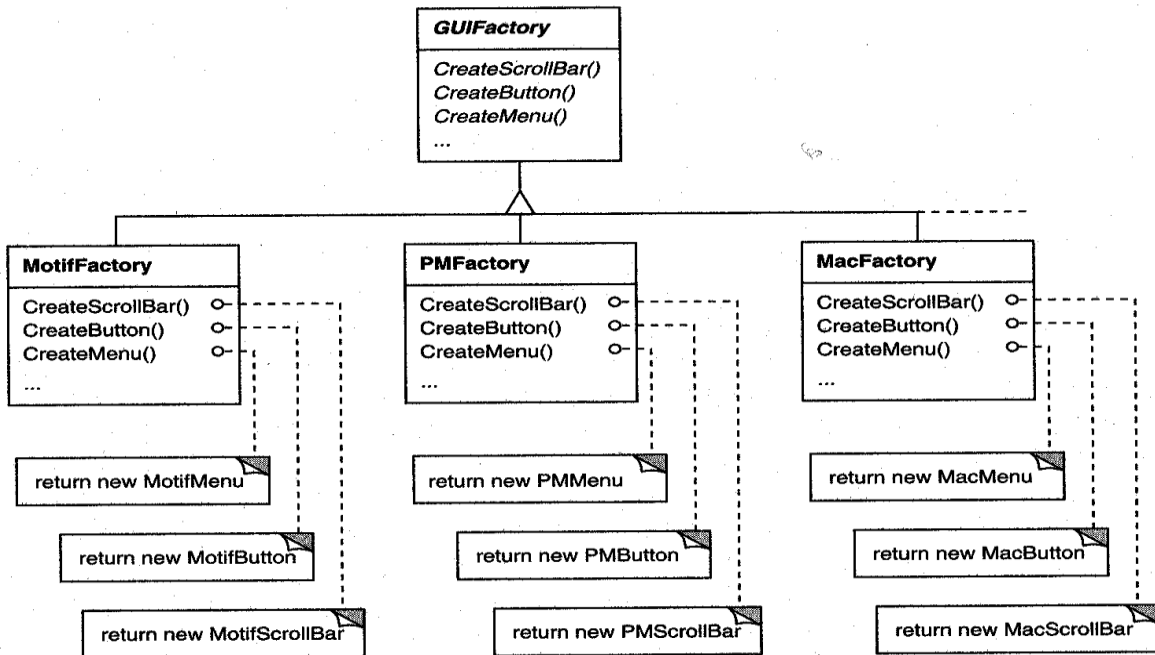 GUIFactory
CreateScrollBar()
CreateButton()
CreateMenu()
...
MotifFactory
CreateScrollBar()
CreateButton()
CreateMenu()
...
return new MotifMenu
return new MotifButton
return new MotifScrollBar
PMFactory
CreateScrollBar()
CreateButton()
CreateMenu()
...
return new PMMenu
return new PMButton
return new PMScrollBar
MacFactory
CreateScrollBar()
CreateButton()
CreateMenu()
...
return new MacMenu
return new MacButton
return new MacScrollBar